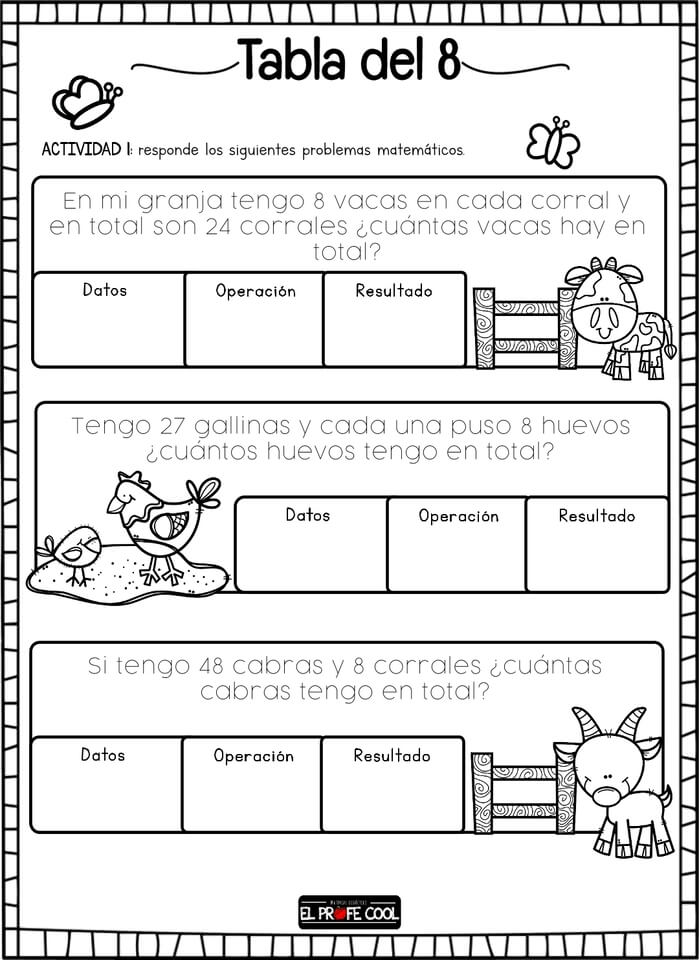 Tabla del 8
ACTIVIDAD 1: responde los siguientes problemas matemáticos.
En mi granja tengo 8 vacas en cada corral y
en total son 24 corrales ¿cuántas vacas hay en
total?
Datos
Operación
Resultado
Tengo 27 gallinas y cada una puso 8 huevos
¿cuántos huevos tengo en total?
Datos
Operación
Resultado
Si tengo 48 cabras y 8 corrales ¿cuántas
cabras tengo en total?
Datos
Operación
Resultado
EL PROFE COOL